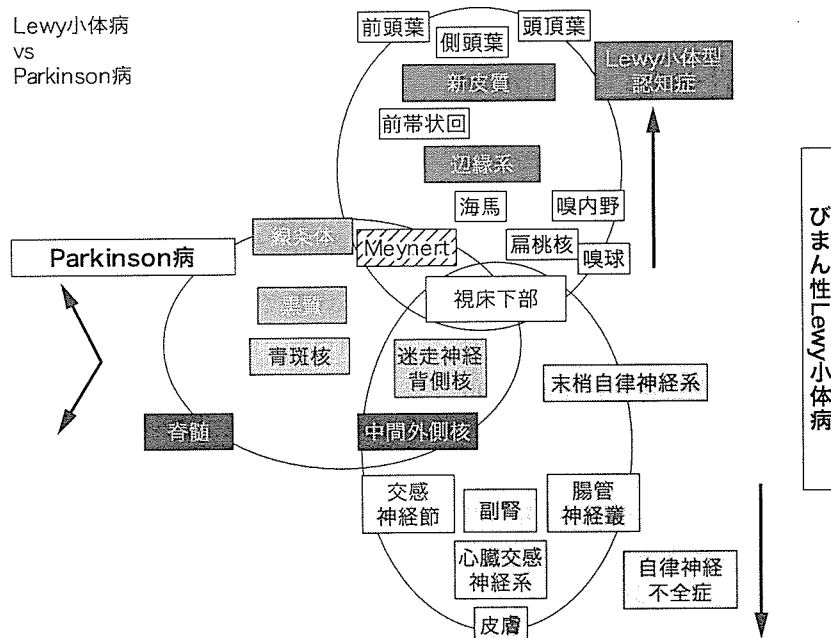 Lewy小体病
vs
Parkinson病
前頭葉
側頭葉
頭頂葉
Lewy小体型
認知症
新皮質
前帯状回
辺縁系
海馬
嗅内野
線条体
Meynert
扁桃核
嗅球
Parkinson病
視床下部
黒質
青斑核
迷走神経
背側核
末梢自律神経系
びまん性Lewy小体病
脊髄
中間外側核
交感
神経節
副腎
腸管
神経叢
心臓交感
神経系
自律神経
不全症
皮膚